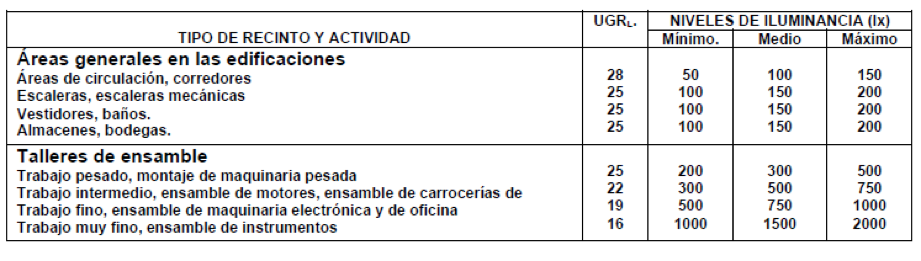 TIPO DE RECINTO Y ACTIVIDAD UGRL. NIVELES DE ILUMINANCIA (lx)
Mínimo. Medio Máximo
Áreas generales en las edificaciones
Áreas de circulación, corredores 28 50 100 150
Escaleras, escaleras mecánicas 25 100 150 200
Vestidores, baños. 25 100 150 200
Almacenes, bodegas. 25 100 150 200
Talleres de ensamble
Trabajo pesado, montaje de maquinaria pesada 25 200 300 500
Trabajo intermedio, ensamble de motores, ensamble de carrocerías de 22 300 500 750
Trabajo fino, ensamble de maquinaria electrónica y de oficina 19 500 750 1000
Trabajo muy fino, ensamble de instrumentos 16 1000 1500 2000